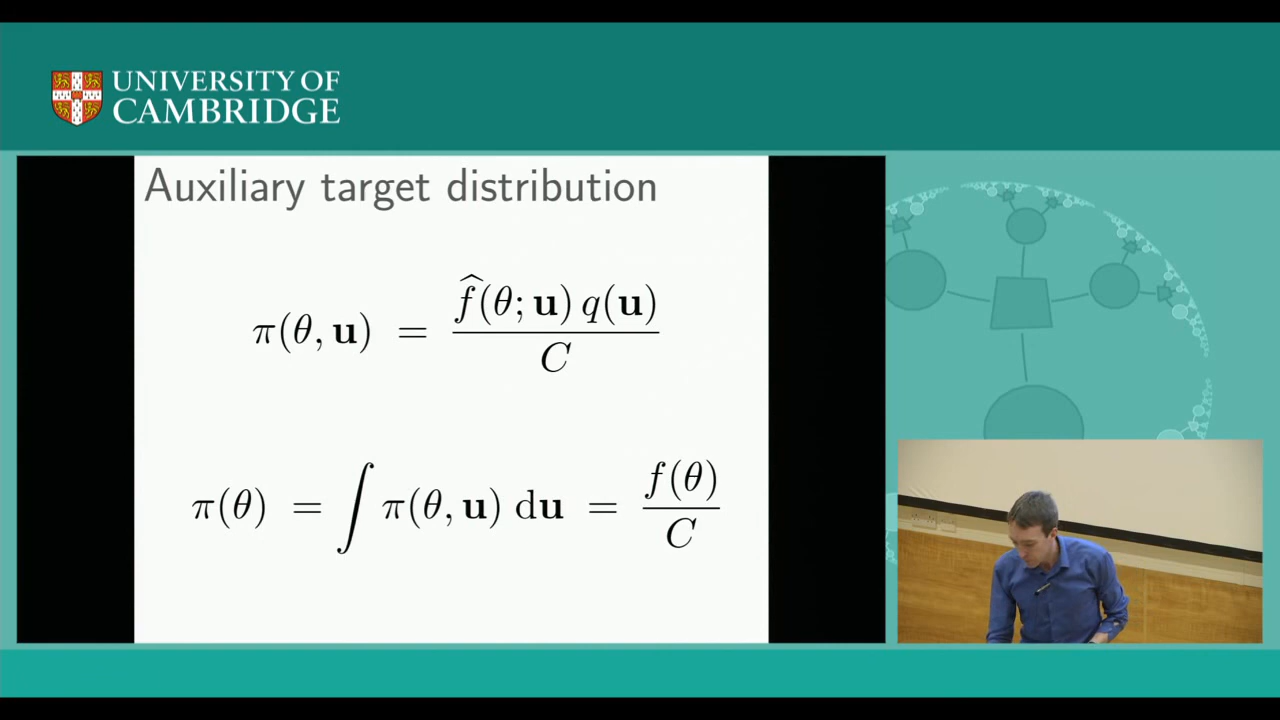 UNIVERSITY OF
CAMBRIDGE
Auxiliary target distribution
π(θ, u) = f̂(θ; u) q(u) / C
π(θ) = ∫ π(θ, u) du = f(θ) / C